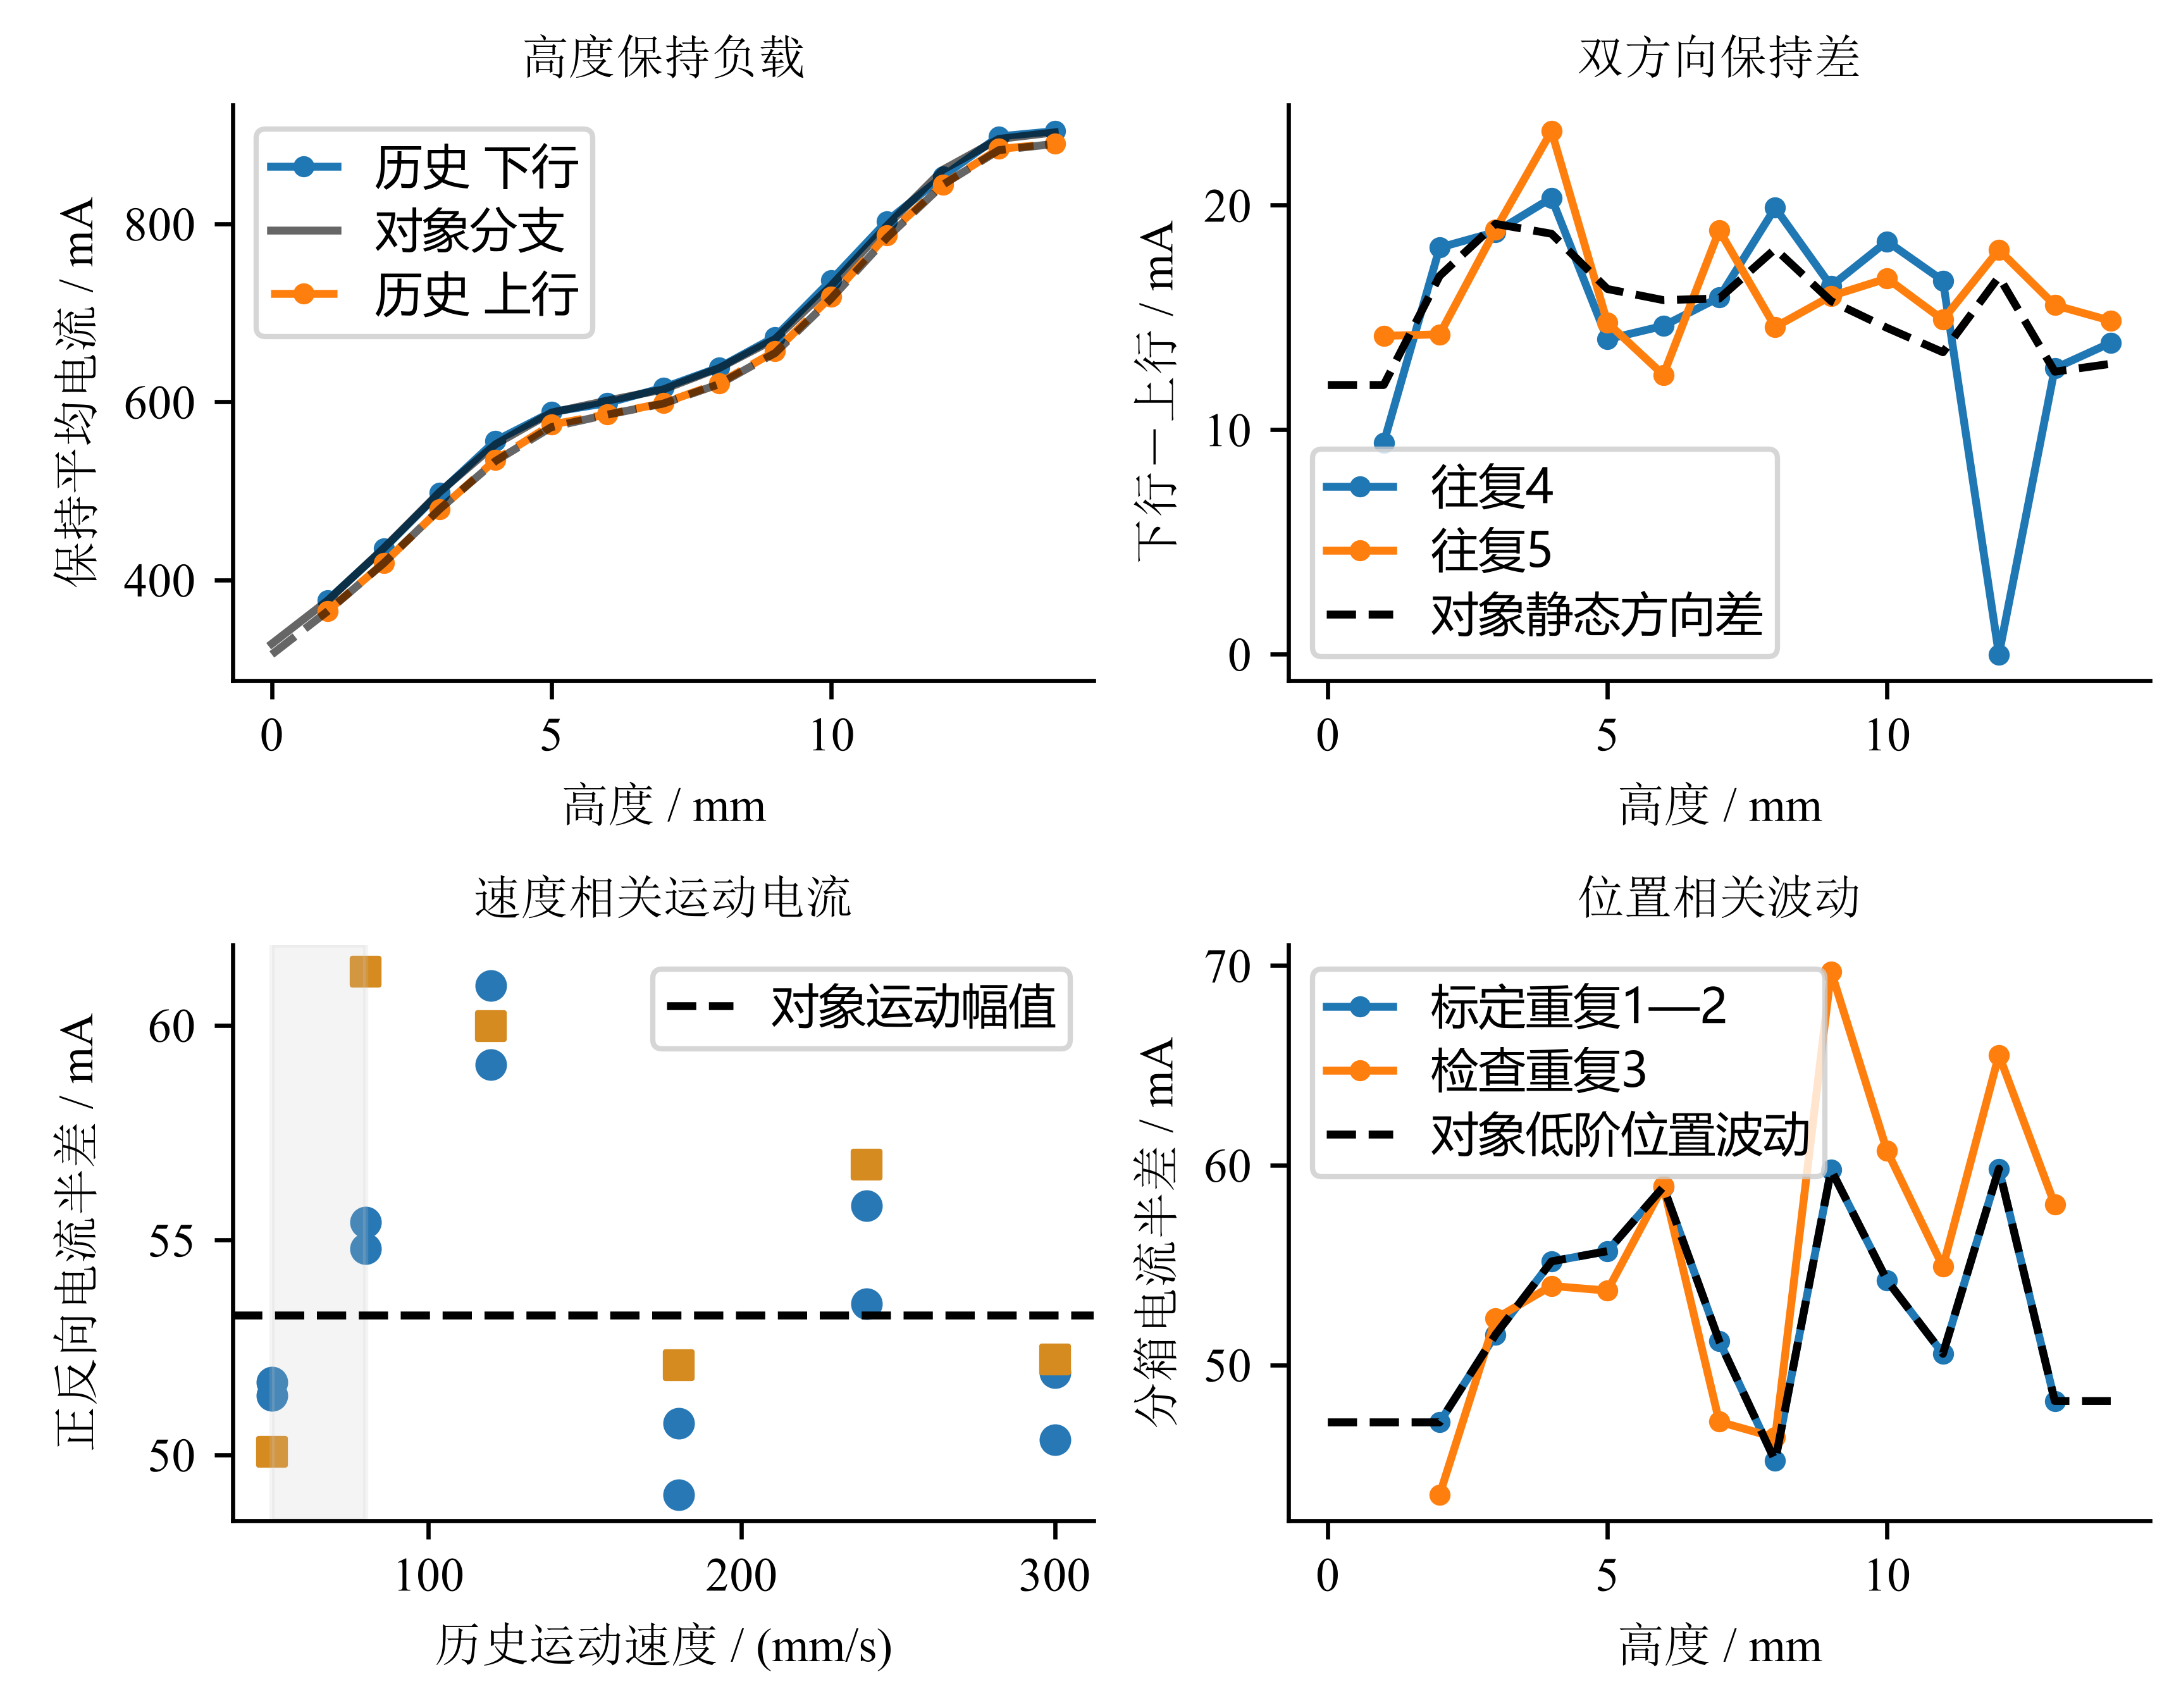 高度保持负载
保持平均电流 / mA
800
600
400
历史 下行
对象分支
历史 上行
0 5 10
高度 / mm
双方向保持差
下行—上行 / mA
20
10
0
往复4
往复5
对象静态方向差
0 5 10
高度 / mm
速度相关运动电流
正反向电流半差 / mA
60
55
50
对象运动幅值
100 200 300
历史运动速度 / (mm/s)
位置相关波动
分箱电流半差 / mA
70
60
50
标定重复1—2
检查重复3
对象低阶位置波动
0 5 10
高度 / mm